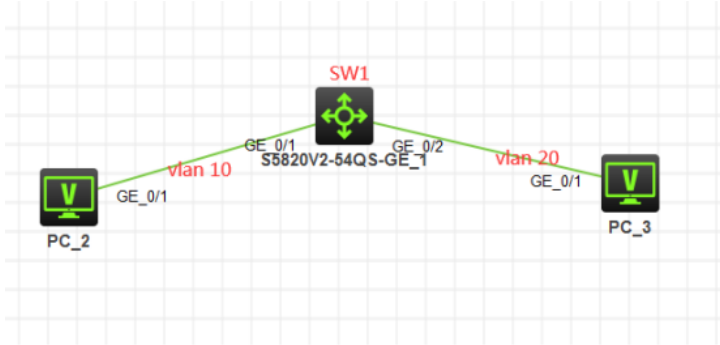 SW1
GE_0/1
GE_0/2
S5820V2-54QS-GE_1
vlan 10
vlan 20
GE_0/1
GE_0/1
PC_2
PC_3